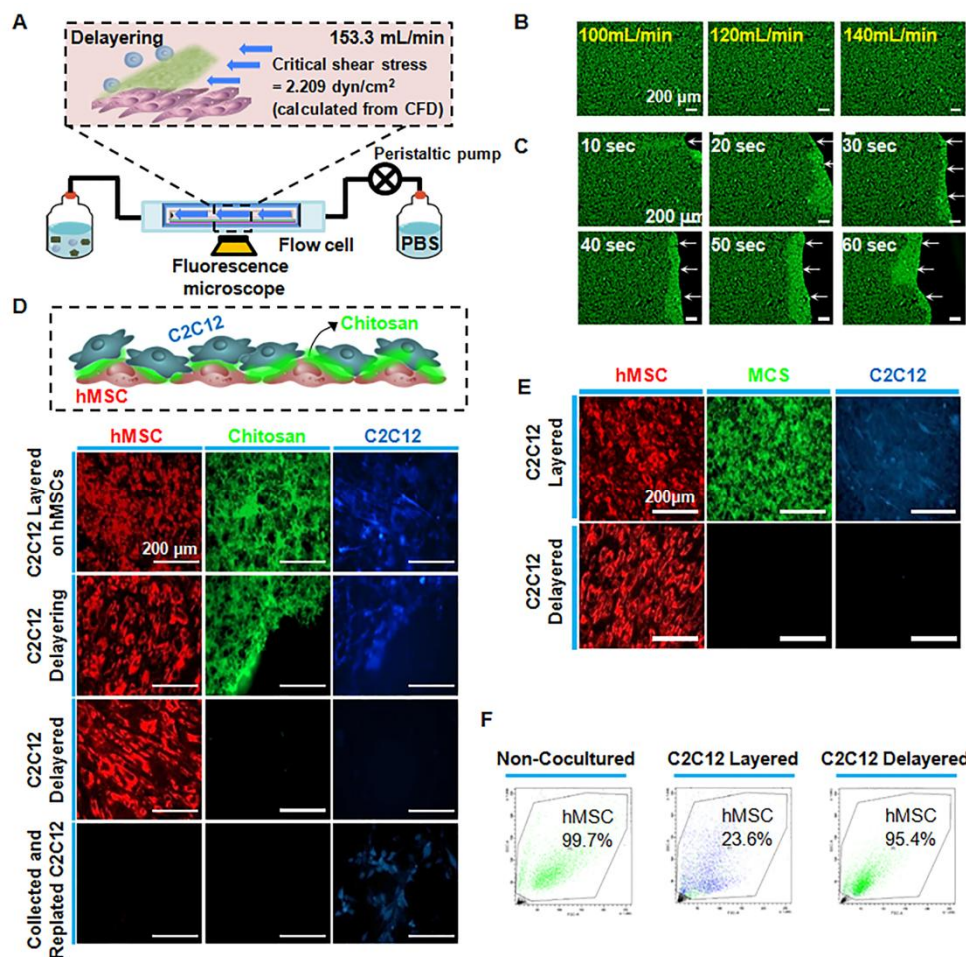 A
Delayering
153.3 mL/min
Critical shear stress
= 2.209 dyn/cm²
(calculated from CFD)
Peristaltic pump
PBS
Flow cell
Fluorescence
microscope
B
100mL/min
120mL/min
140mL/min
200 µm
C
10 sec
20 sec
30 sec
200 µm
40 sec
50 sec
60 sec
D
C2C12
Chitosan
hMSC
hMSC
Chitosan
C2C12
C2C12 Layered
on hMSCs
200 µm
C2C12
Delayering
C2C12
Delayered
Collected and
Replated C2C12
E
hMSC
MCS
C2C12
C2C12
Layered
200µm
C2C12
Delayered
F
Non-Cocultured
C2C12 Layered
C2C12 Delayered
hMSC
99.7%
hMSC
23.6%
hMSC
95.4%